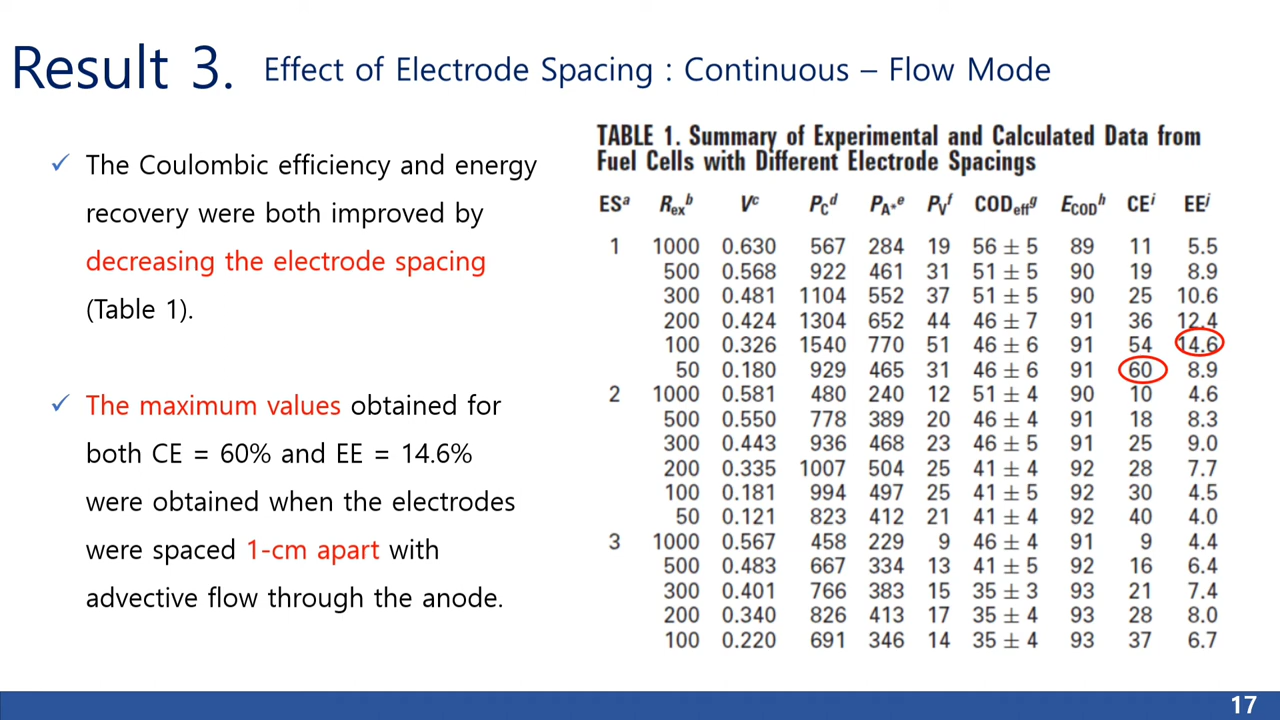 Result 3. Effect of Electrode Spacing : Continuous – Flow Mode
✓ The Coulombic efficiency and energy
recovery were both improved by
decreasing the electrode spacing
(Table 1).
✓ The maximum values obtained for
both CE = 60% and EE = 14.6%
were obtained when the electrodes
were spaced 1-cm apart with
advective flow through the anode.
TABLE 1. Summary of Experimental and Calculated Data from
Fuel Cells with Different Electrode Spacings
ESᵃ Rexᵇ Vᶜ PCᵈ PA*ᵉ PVᶠ CODeffᵍ ECODʰ CEⁱ EEʲ
1 1000 0.630 567 284 19 56 ± 5 89 11 5.5
500 0.568 922 461 31 51 ± 5 90 19 8.9
300 0.481 1104 552 37 51 ± 5 90 25 10.6
200 0.424 1304 652 44 46 ± 7 91 36 12.4
100 0.326 1540 770 51 46 ± 6 91 54 14.6
50 0.180 929 465 31 46 ± 6 91 60 8.9
2 1000 0.581 480 240 12 51 ± 4 90 10 4.6
500 0.550 778 389 20 46 ± 4 91 18 8.3
300 0.443 936 468 23 46 ± 5 91 25 9.0
200 0.335 1007 504 25 41 ± 4 92 28 7.7
100 0.181 994 497 25 41 ± 5 92 30 4.5
50 0.121 823 412 21 41 ± 4 92 40 4.0
3 1000 0.567 458 229 9 46 ± 4 91 9 4.4
500 0.483 667 334 13 41 ± 5 92 16 6.4
300 0.401 766 383 15 35 ± 3 93 21 7.4
200 0.340 826 413 17 35 ± 4 93 28 8.0
100 0.220 691 346 14 35 ± 4 93 37 6.7
17